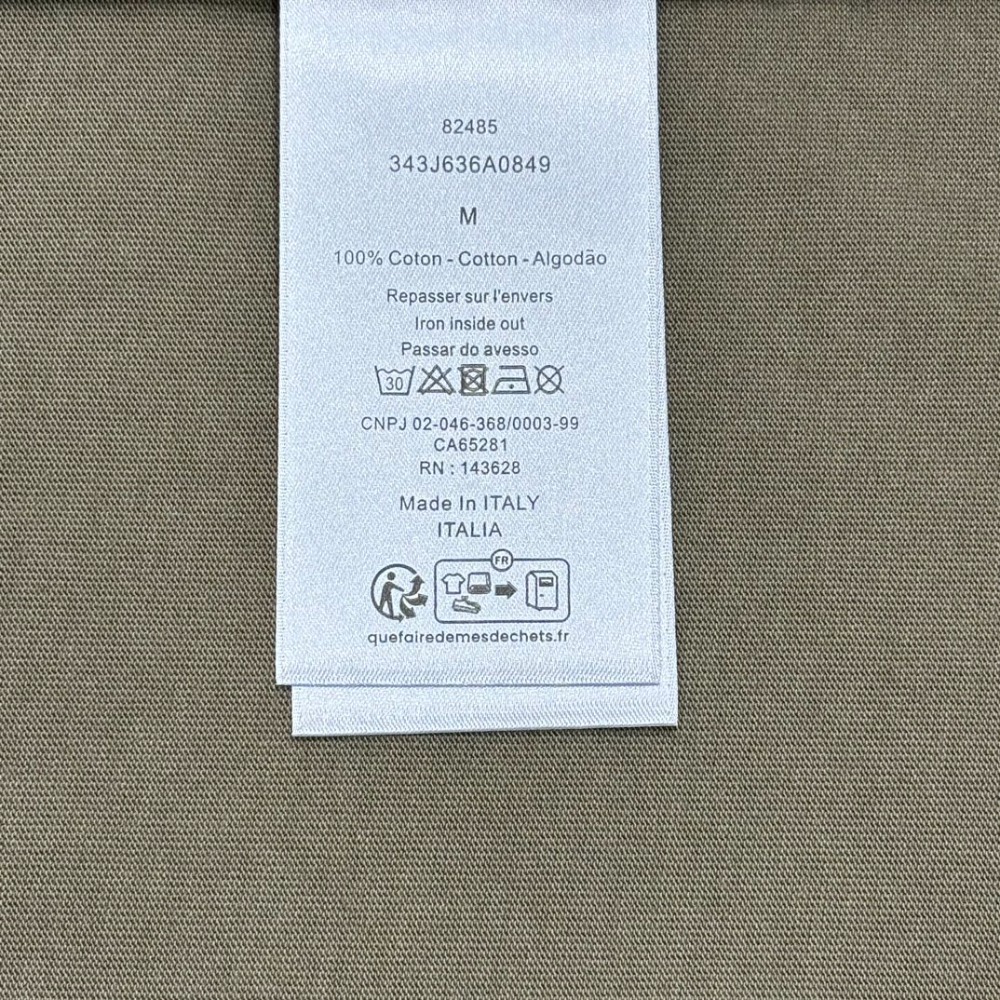 82485
343J636A0849
M
100% Coton - Cotton - Algodão
Repasser sur l'envers
Iron inside out
Passar do avesso
30
CNPJ 02-046-368/0003-99
CA65281
RN : 143628
Made In ITALY
ITALIA
FR
quefairedemesdechets.fr